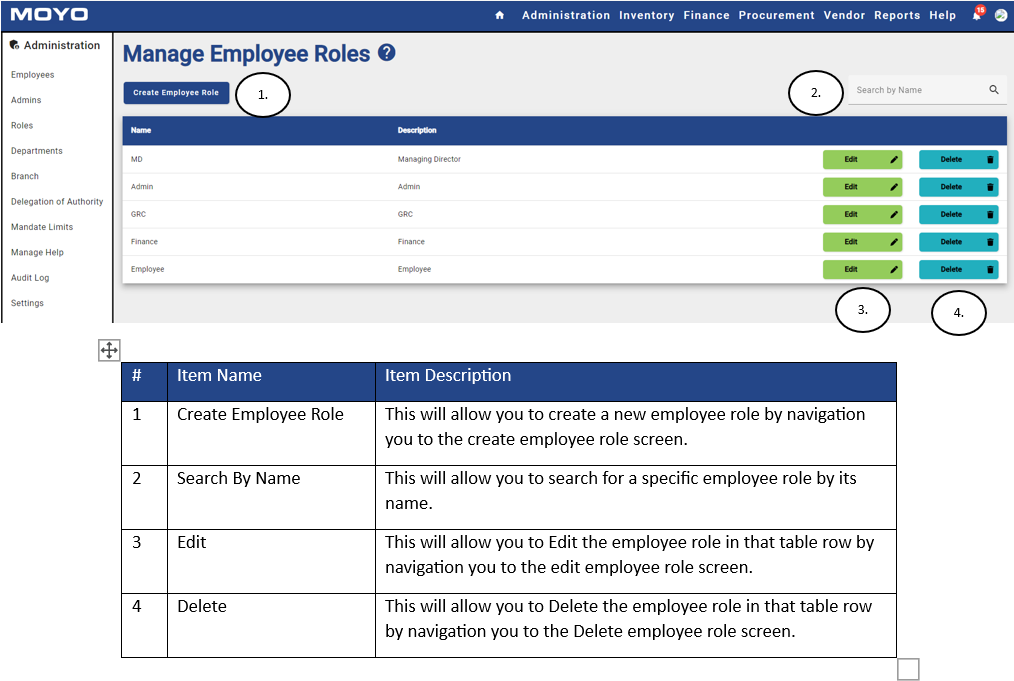 MOYO
Administration Inventory Finance Procurement Vendor Reports Help 15
Administration
Employees
Admins
Roles
Departments
Branch
Delegation of Authority
Mandate Limits
Manage Help
Audit Log
Settings
Manage Employee Roles ?
Create Employee Role 1. 2. Search by Name
Name Description
MD Managing Director Edit Delete
Admin Admin Edit Delete
GRC GRC Edit Delete
Finance Finance Edit Delete
Employee Employee Edit Delete
3. 4.
# Item Name Item Description
1 Create Employee Role This will allow you to create a new employee role by navigation
you to the create employee role screen.
2 Search By Name This will allow you to search for a specific employee role by its
name.
3 Edit This will allow you to Edit the employee role in that table row by
navigation you to the edit employee role screen.
4 Delete This will allow you to Delete the employee role in that table row
by navigation you to the Delete employee role screen.